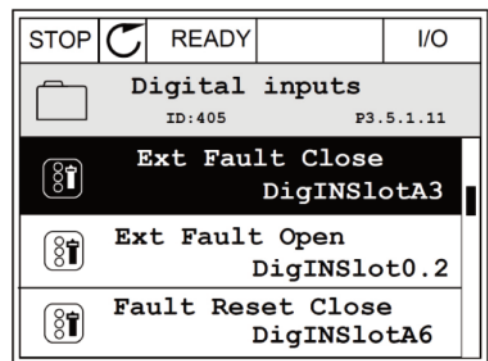 STOP READY I/O
Digital inputs
ID:405 P3.5.1.11
Ext Fault Close
DigINSlotA3
Ext Fault Open
DigINSlot0.2
Fault Reset Close
DigINSlotA6